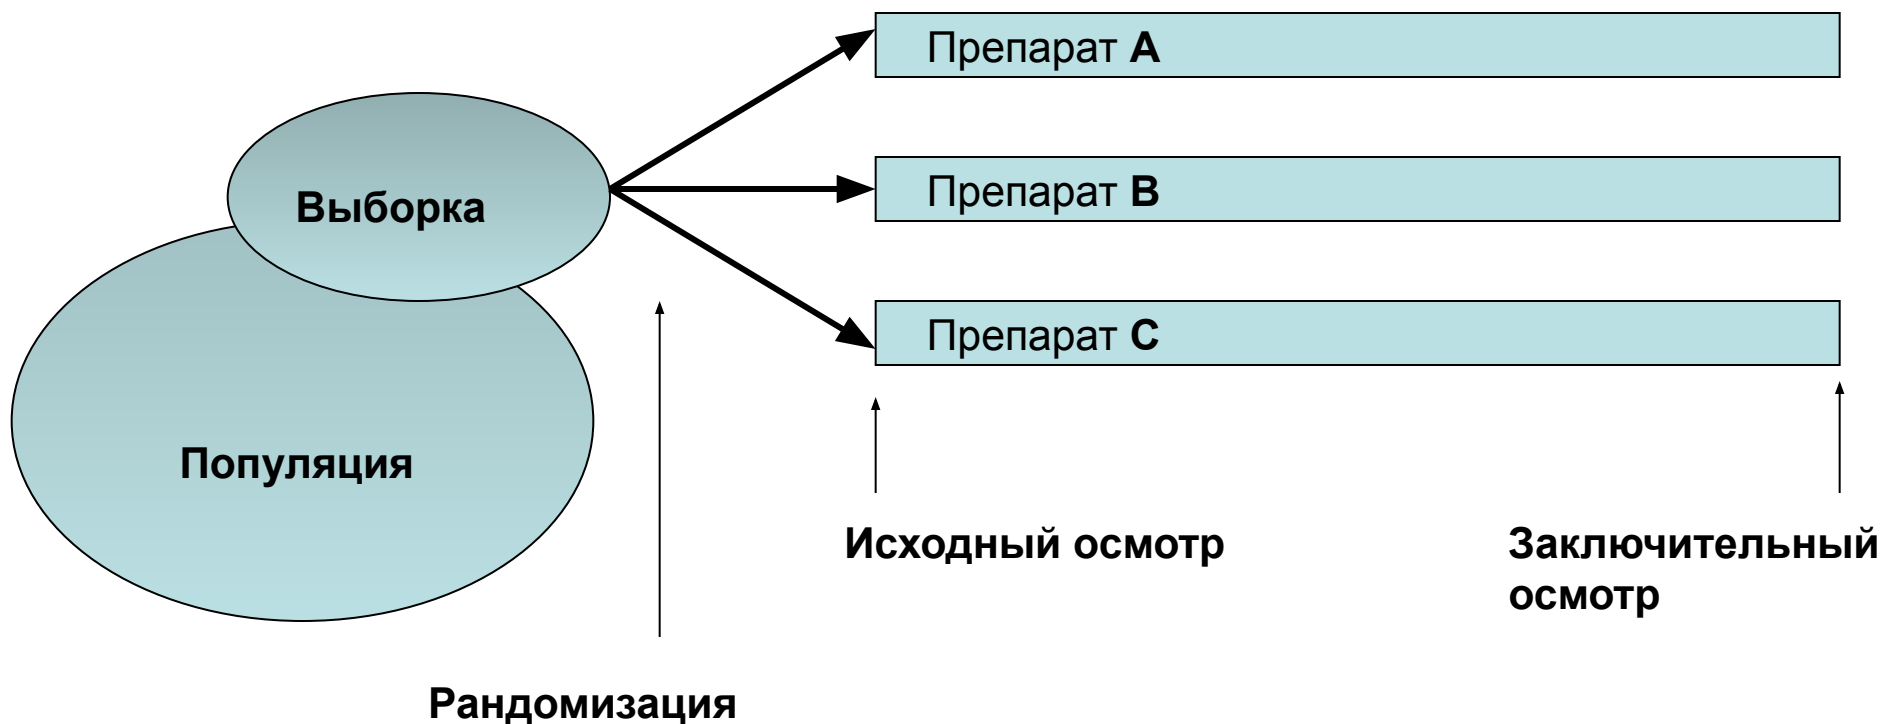 Препарат A
Выборка
Препарат B
Препарат C
Популяция
Исходный осмотр
Заключительный
осмотр
Рандомизация